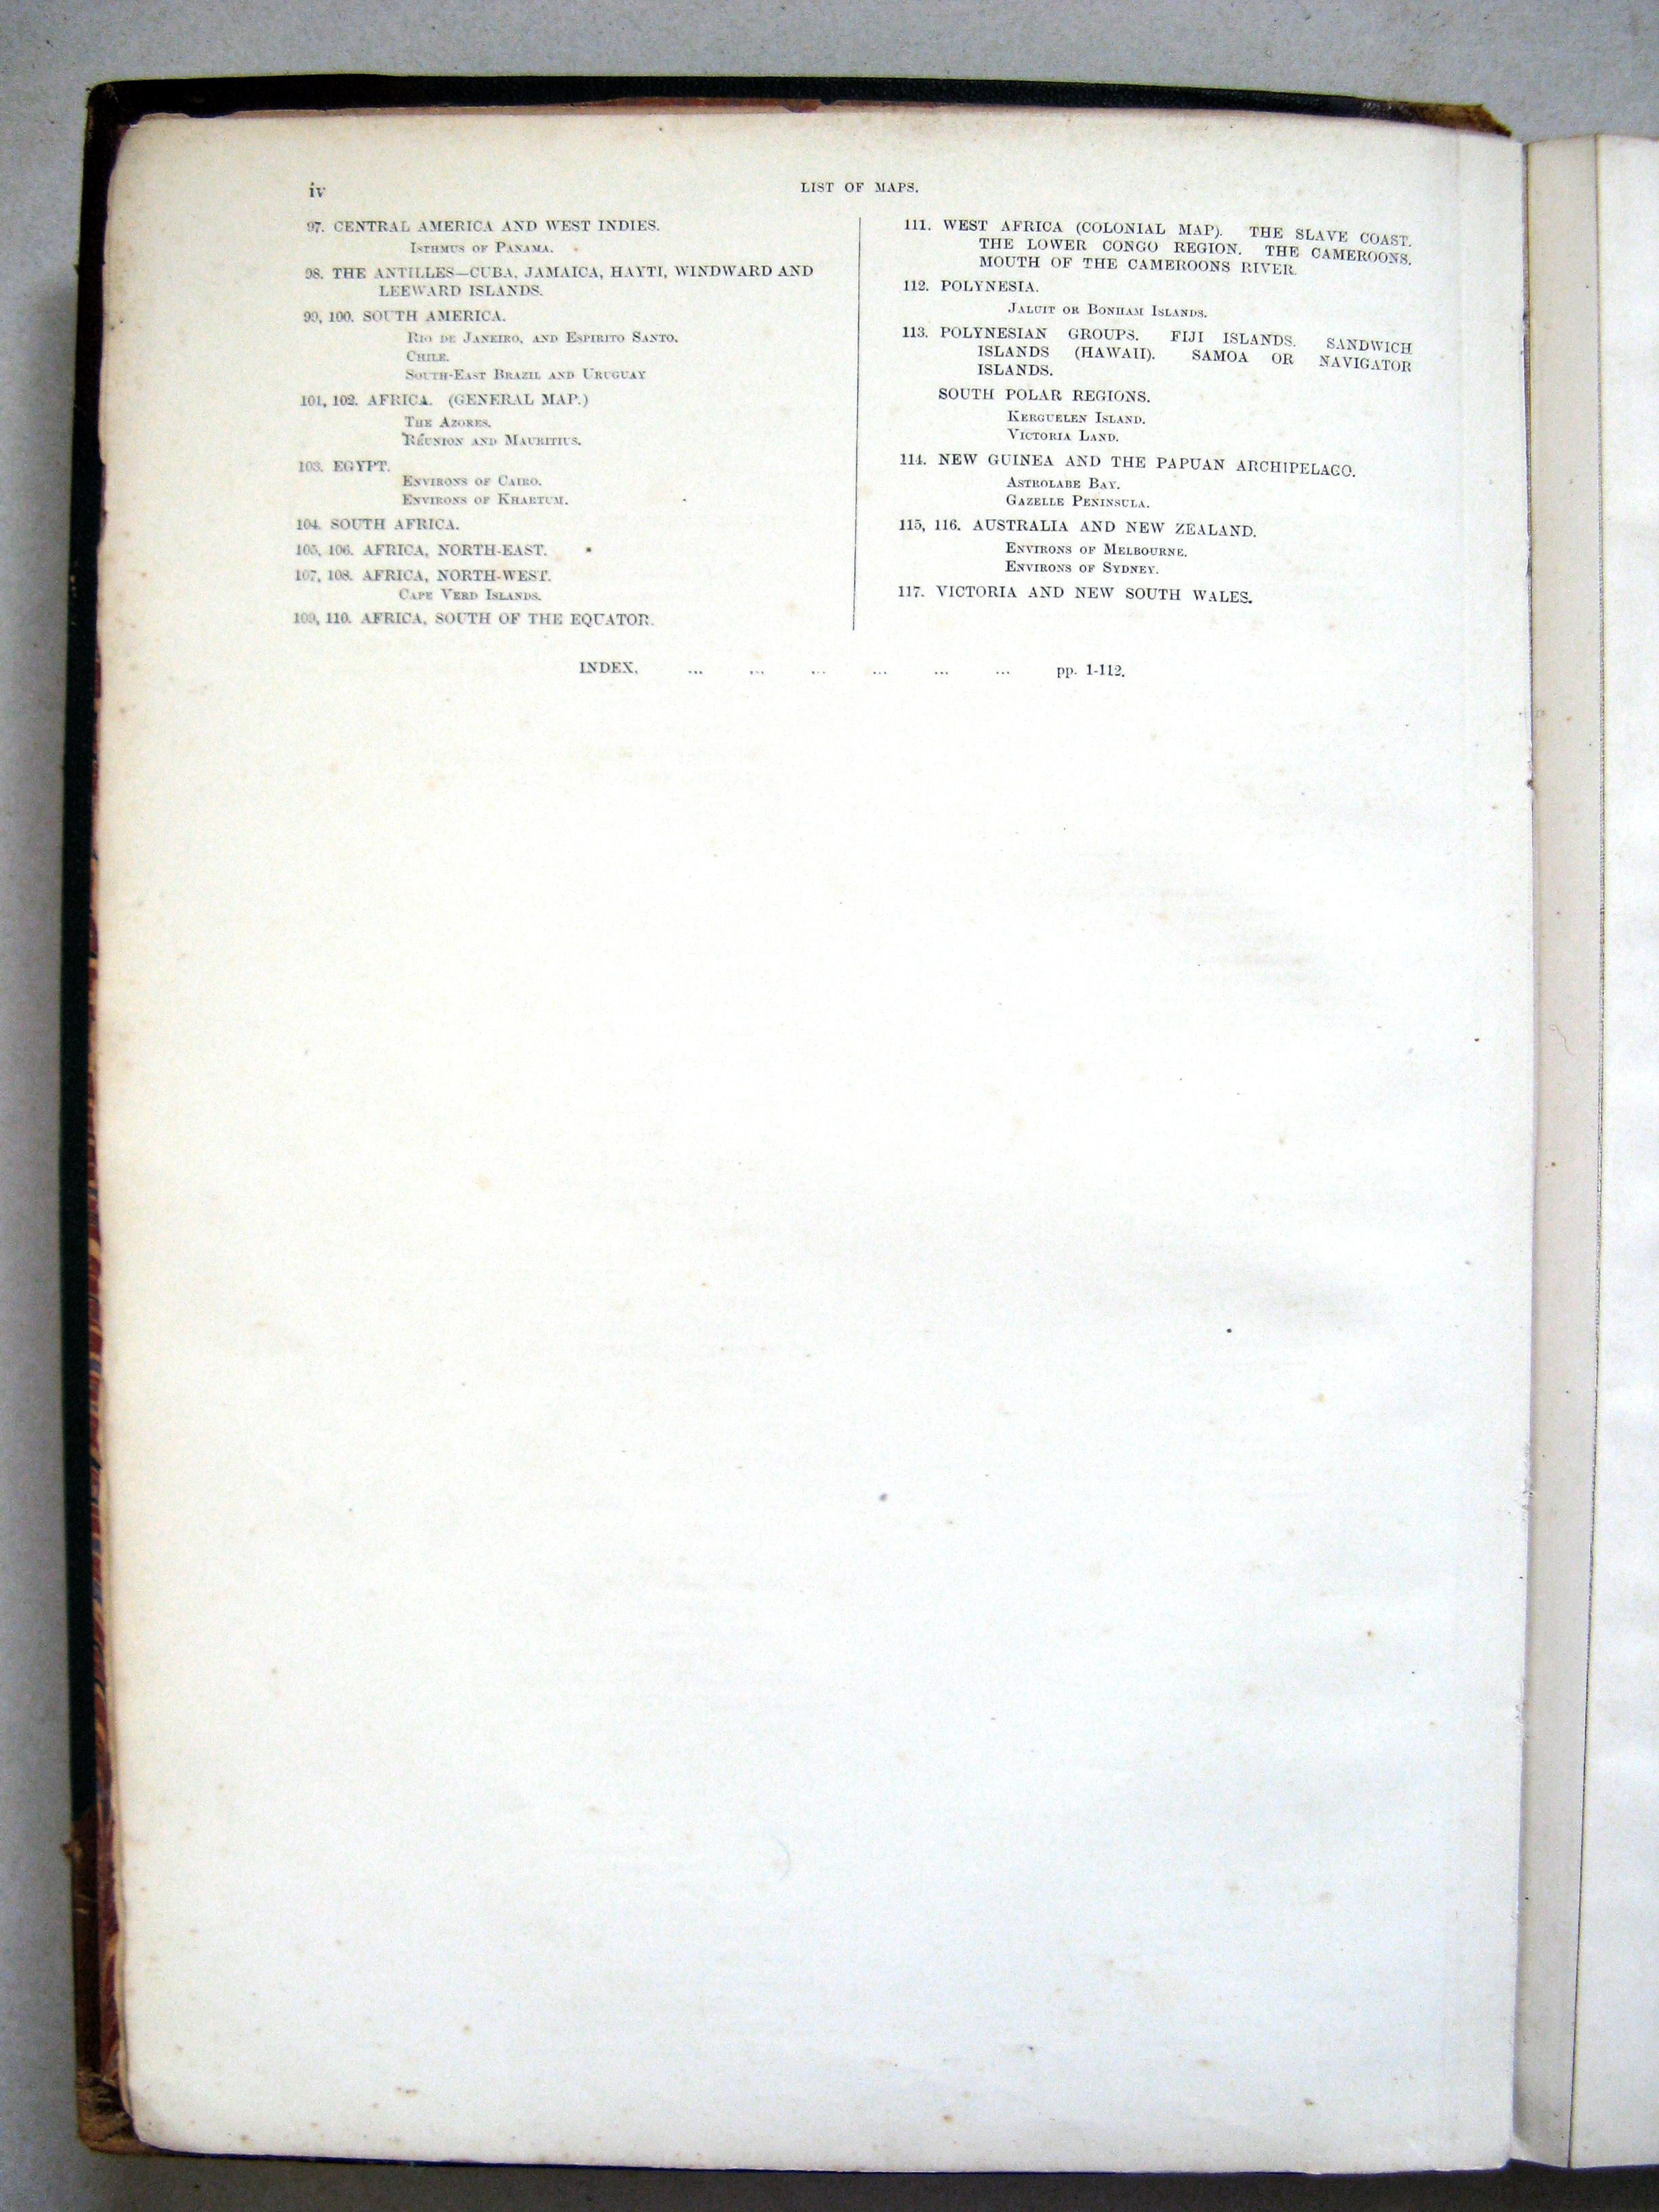 iv
LIST OF MAPS.
97. CENTRAL AMERICA AND WEST INDIES.
ISTHMUS OF PANAMA.
98. THE ANTILLES—CUBA, JAMAICA, HAYTI, WINDWARD AND
LEEWARD ISLANDS.
99, 100. SOUTH AMERICA.
RIO DE JANEIRO, AND ESPIRITO SANTO.
CHILE.
SOUTH-EAST BRAZIL AND URUGUAY
101, 102. AFRICA. (GENERAL MAP.)
THE AZORES.
RÉUNION AND MAURITIUS.
103. EGYPT.
ENVIRONS OF CAIRO.
ENVIRONS OF KHARTUM.
104. SOUTH AFRICA.
105, 106. AFRICA, NORTH-EAST.
107, 108. AFRICA, NORTH-WEST.
CAPE VERD ISLANDS.
109, 110. AFRICA, SOUTH OF THE EQUATOR.
111. WEST AFRICA (COLONIAL MAP). THE SLAVE COAST.
THE LOWER CONGO REGION. THE CAMEROONS.
MOUTH OF THE CAMEROONS RIVER.
112. POLYNESIA.
JALUIT OR BONHAM ISLANDS.
113. POLYNESIAN GROUPS. FIJI ISLANDS. SANDWICH
ISLANDS (HAWAII). SAMOA OR NAVIGATOR
ISLANDS.
SOUTH POLAR REGIONS.
KERGUELEN ISLAND.
VICTORIA LAND.
114. NEW GUINEA AND THE PAPUAN ARCHIPELAGO.
ASTROLABE BAY.
GAZELLE PENINSULA.
115, 116. AUSTRALIA AND NEW ZEALAND.
ENVIRONS OF MELBOURNE.
ENVIRONS OF SYDNEY.
117. VICTORIA AND NEW SOUTH WALES.
INDEX. ... ... ... ... ... ... pp. 1-112.